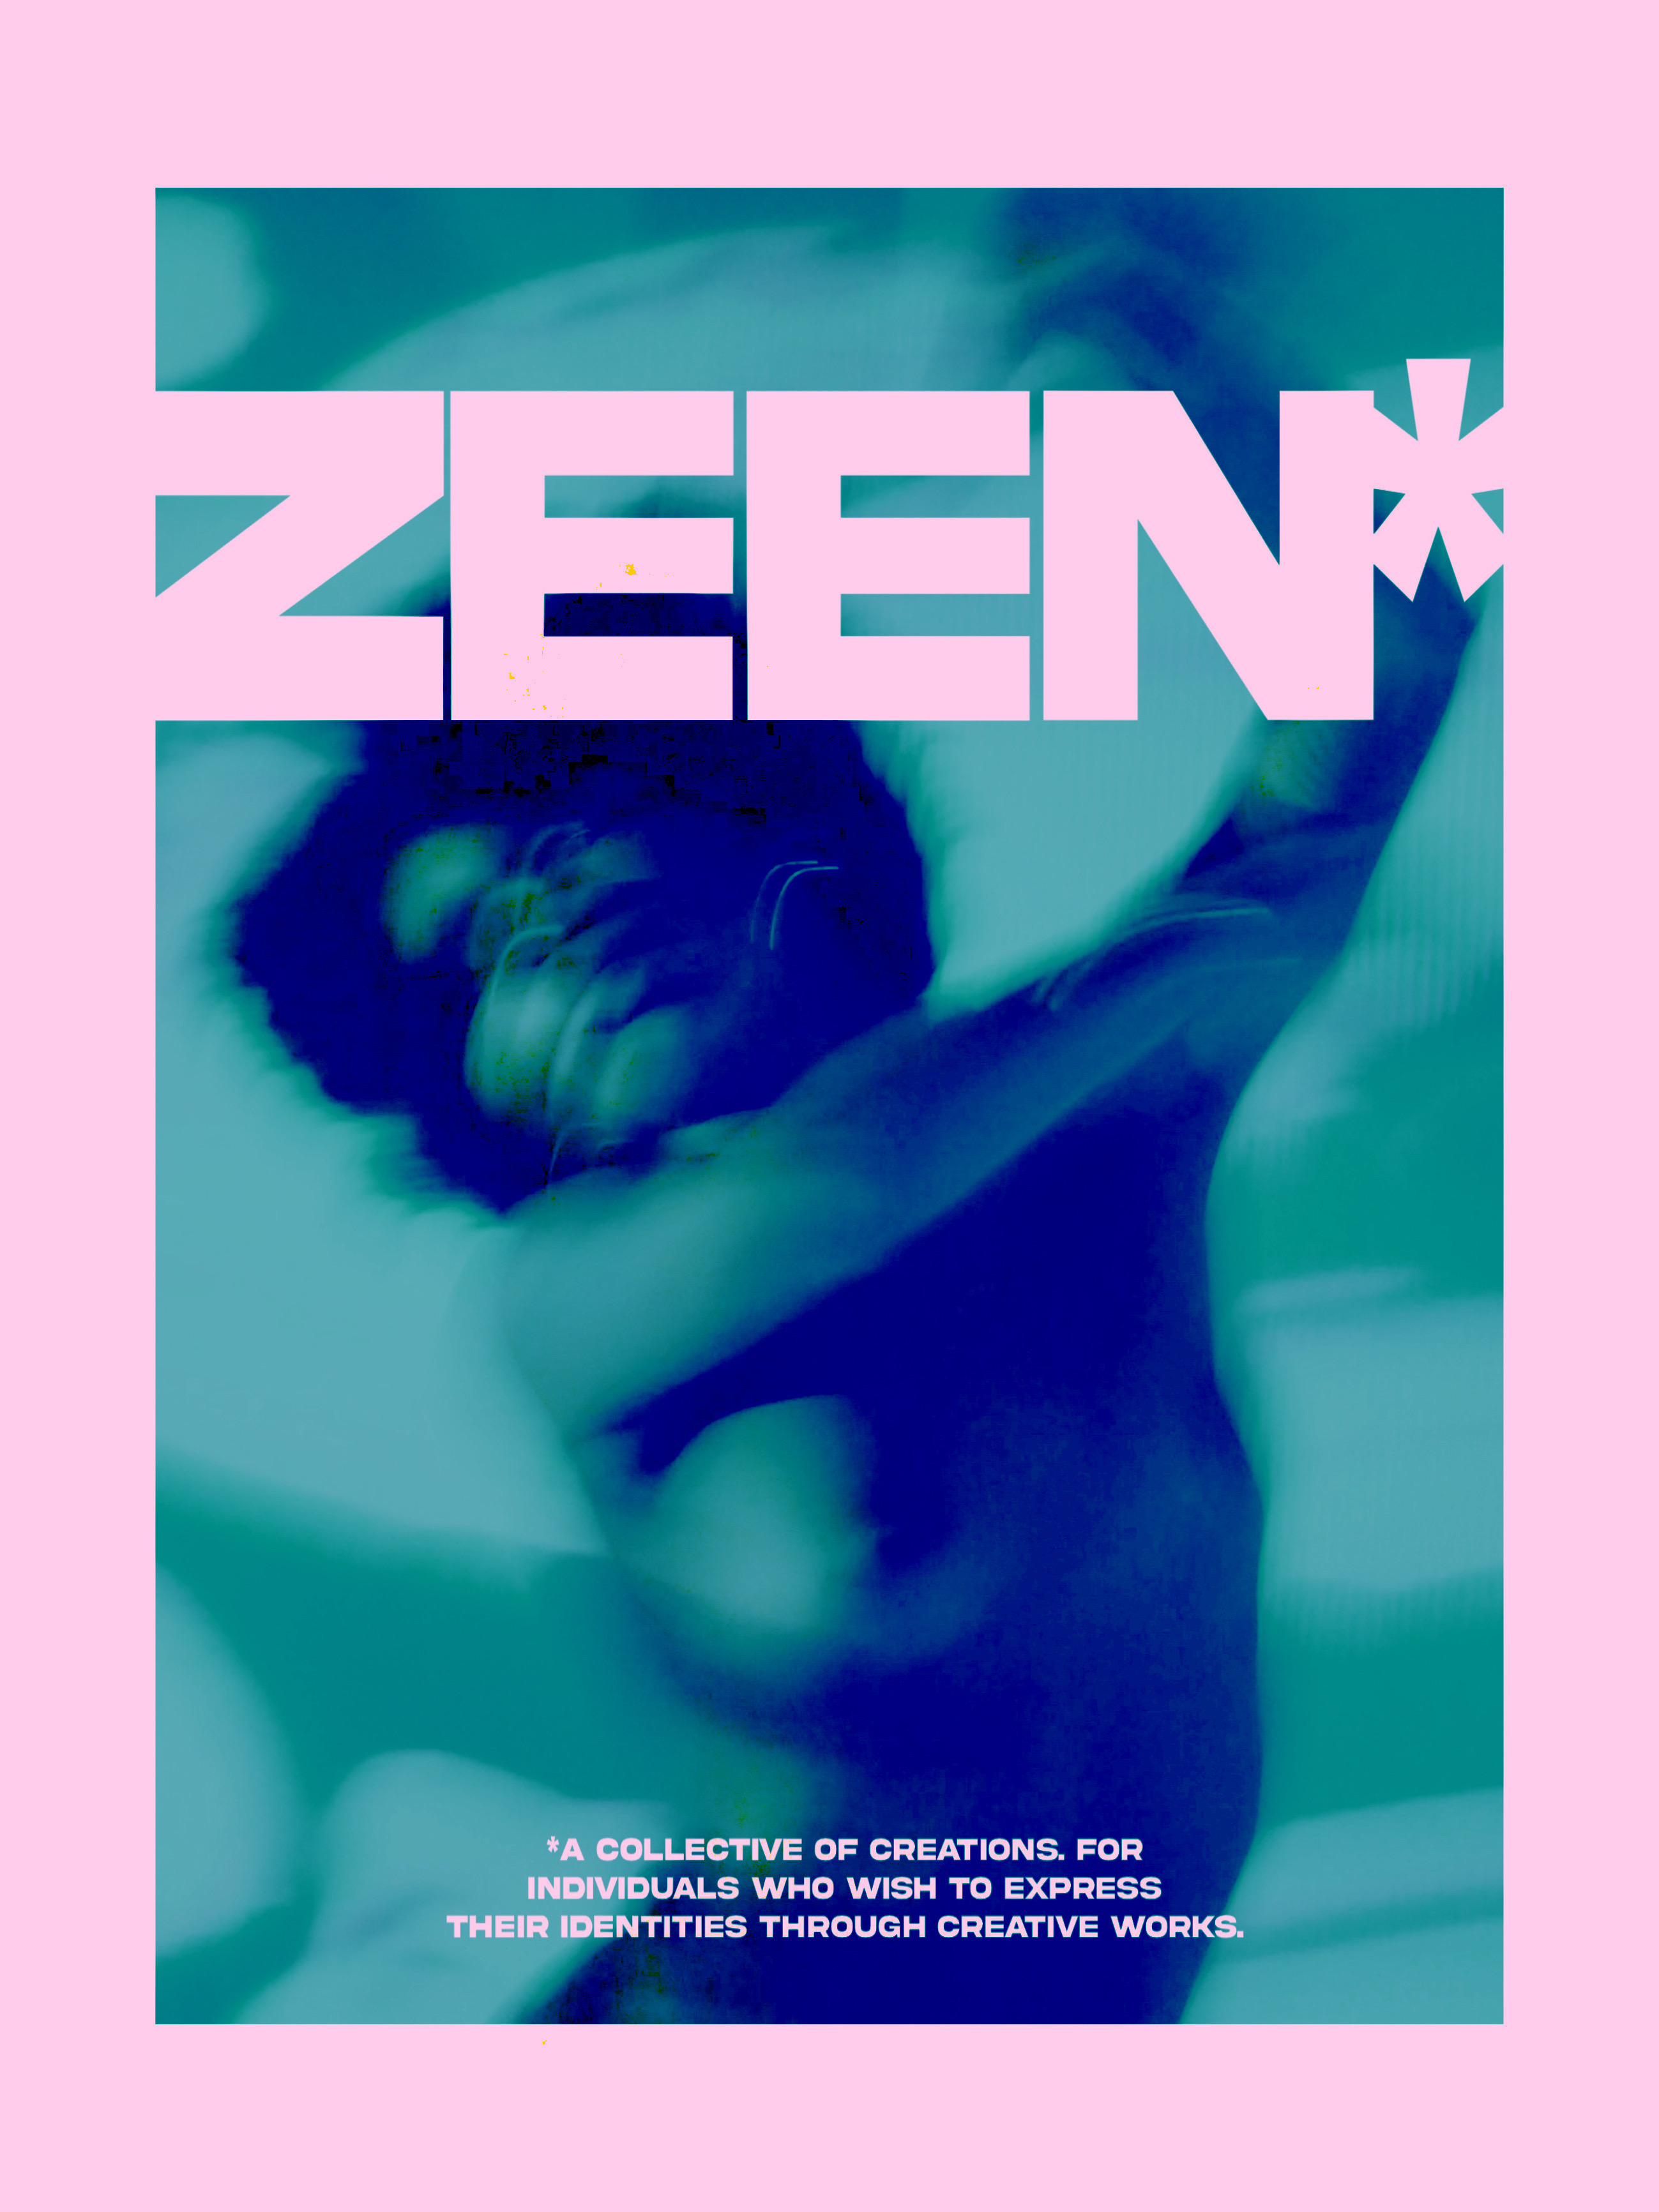 ZEEN*
*A COLLECTIVE OF CREATIONS. FOR
INDIVIDUALS WHO WISH TO EXPRESS
THEIR IDENTITIES THROUGH CREATIVE WORKS.